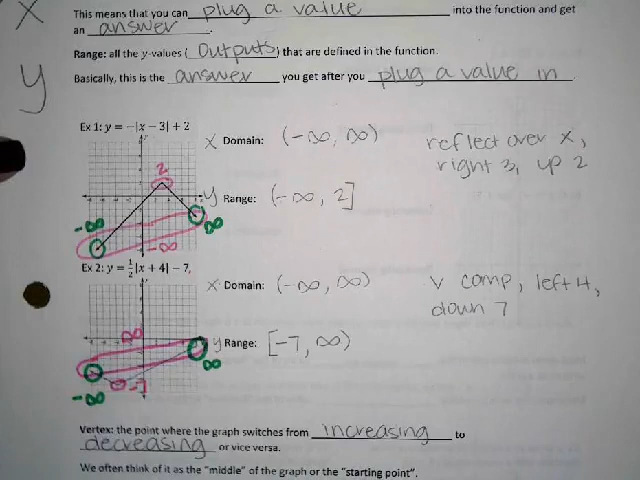 x This means that you can plug a value into the function and get
an answer.
Range: all the y-values (Outputs) that are defined in the function.
y Basically, this is the answer you get after you plug a value in.
Ex 1: y = −|x − 3| + 2
x Domain: (-∞, ∞)
reflect over x,
right 3, up 2
2
y Range: (-∞, 2]
-∞ ∞
-∞
Ex 2: y = ½|x + 4| − 7,
x Domain: (-∞, ∞)
v comp, left 4,
down 7
∞
y Range: [-7, ∞)
∞
-7
-∞
Vertex: the point where the graph switches from increasing to
decreasing or vice versa.
We often think of it as the "middle" of the graph or the "starting point".